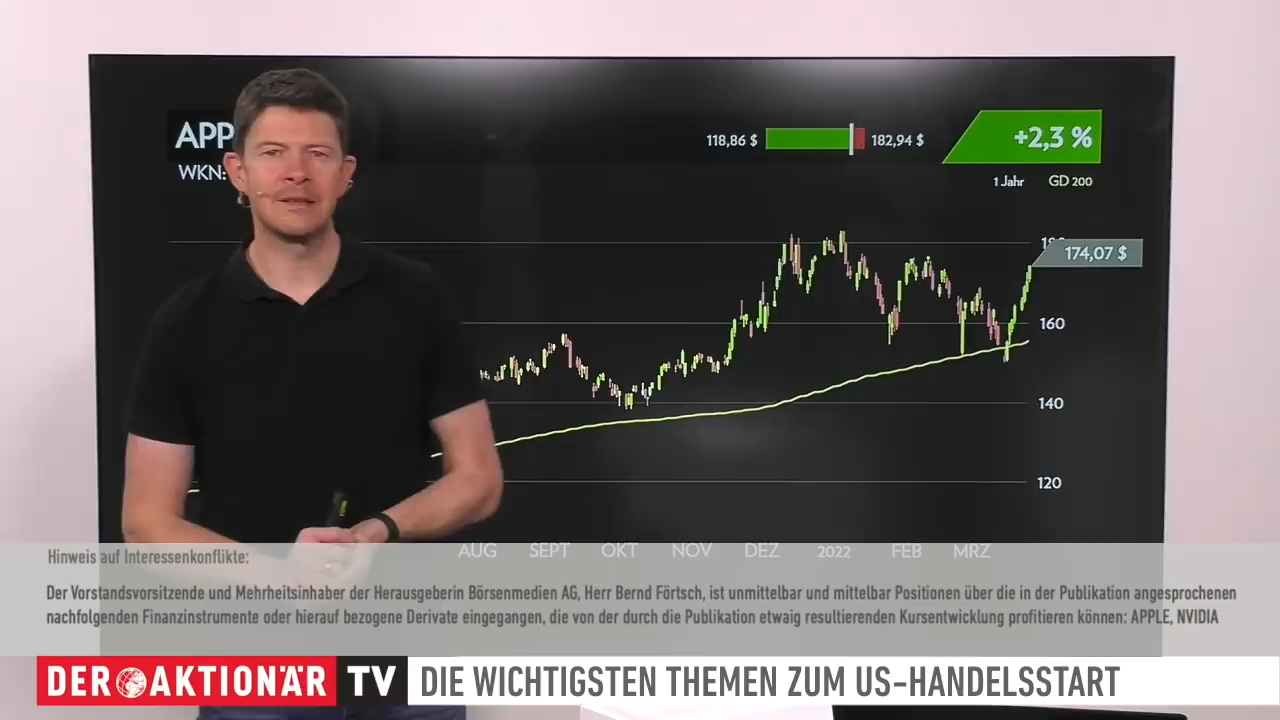 APP
WKN:
118,86 $
182,94 $
+2,3 %
1 Jahr GD 200
174,07 $
160
140
120
AUG SEPT OKT NOV DEZ 2022 FEB MRZ
Hinweis auf Interessenkonflikte:
Der Vorstandsvorsitzende und Mehrheitsinhaber der Herausgeberin Börsenmedien AG, Herr Bernd Förtsch, ist unmittelbar und mittelbar Positionen über die in der Publikation angesprochenen
nachfolgenden Finanzinstrumente oder hierauf bezogene Derivate eingegangen, die von der durch die Publikation etwaig resultierenden Kursentwicklung profitieren können: APPLE, NVIDIA
DER AKTIONÄR TV DIE WICHTIGSTEN THEMEN ZUM US-HANDELSSTART